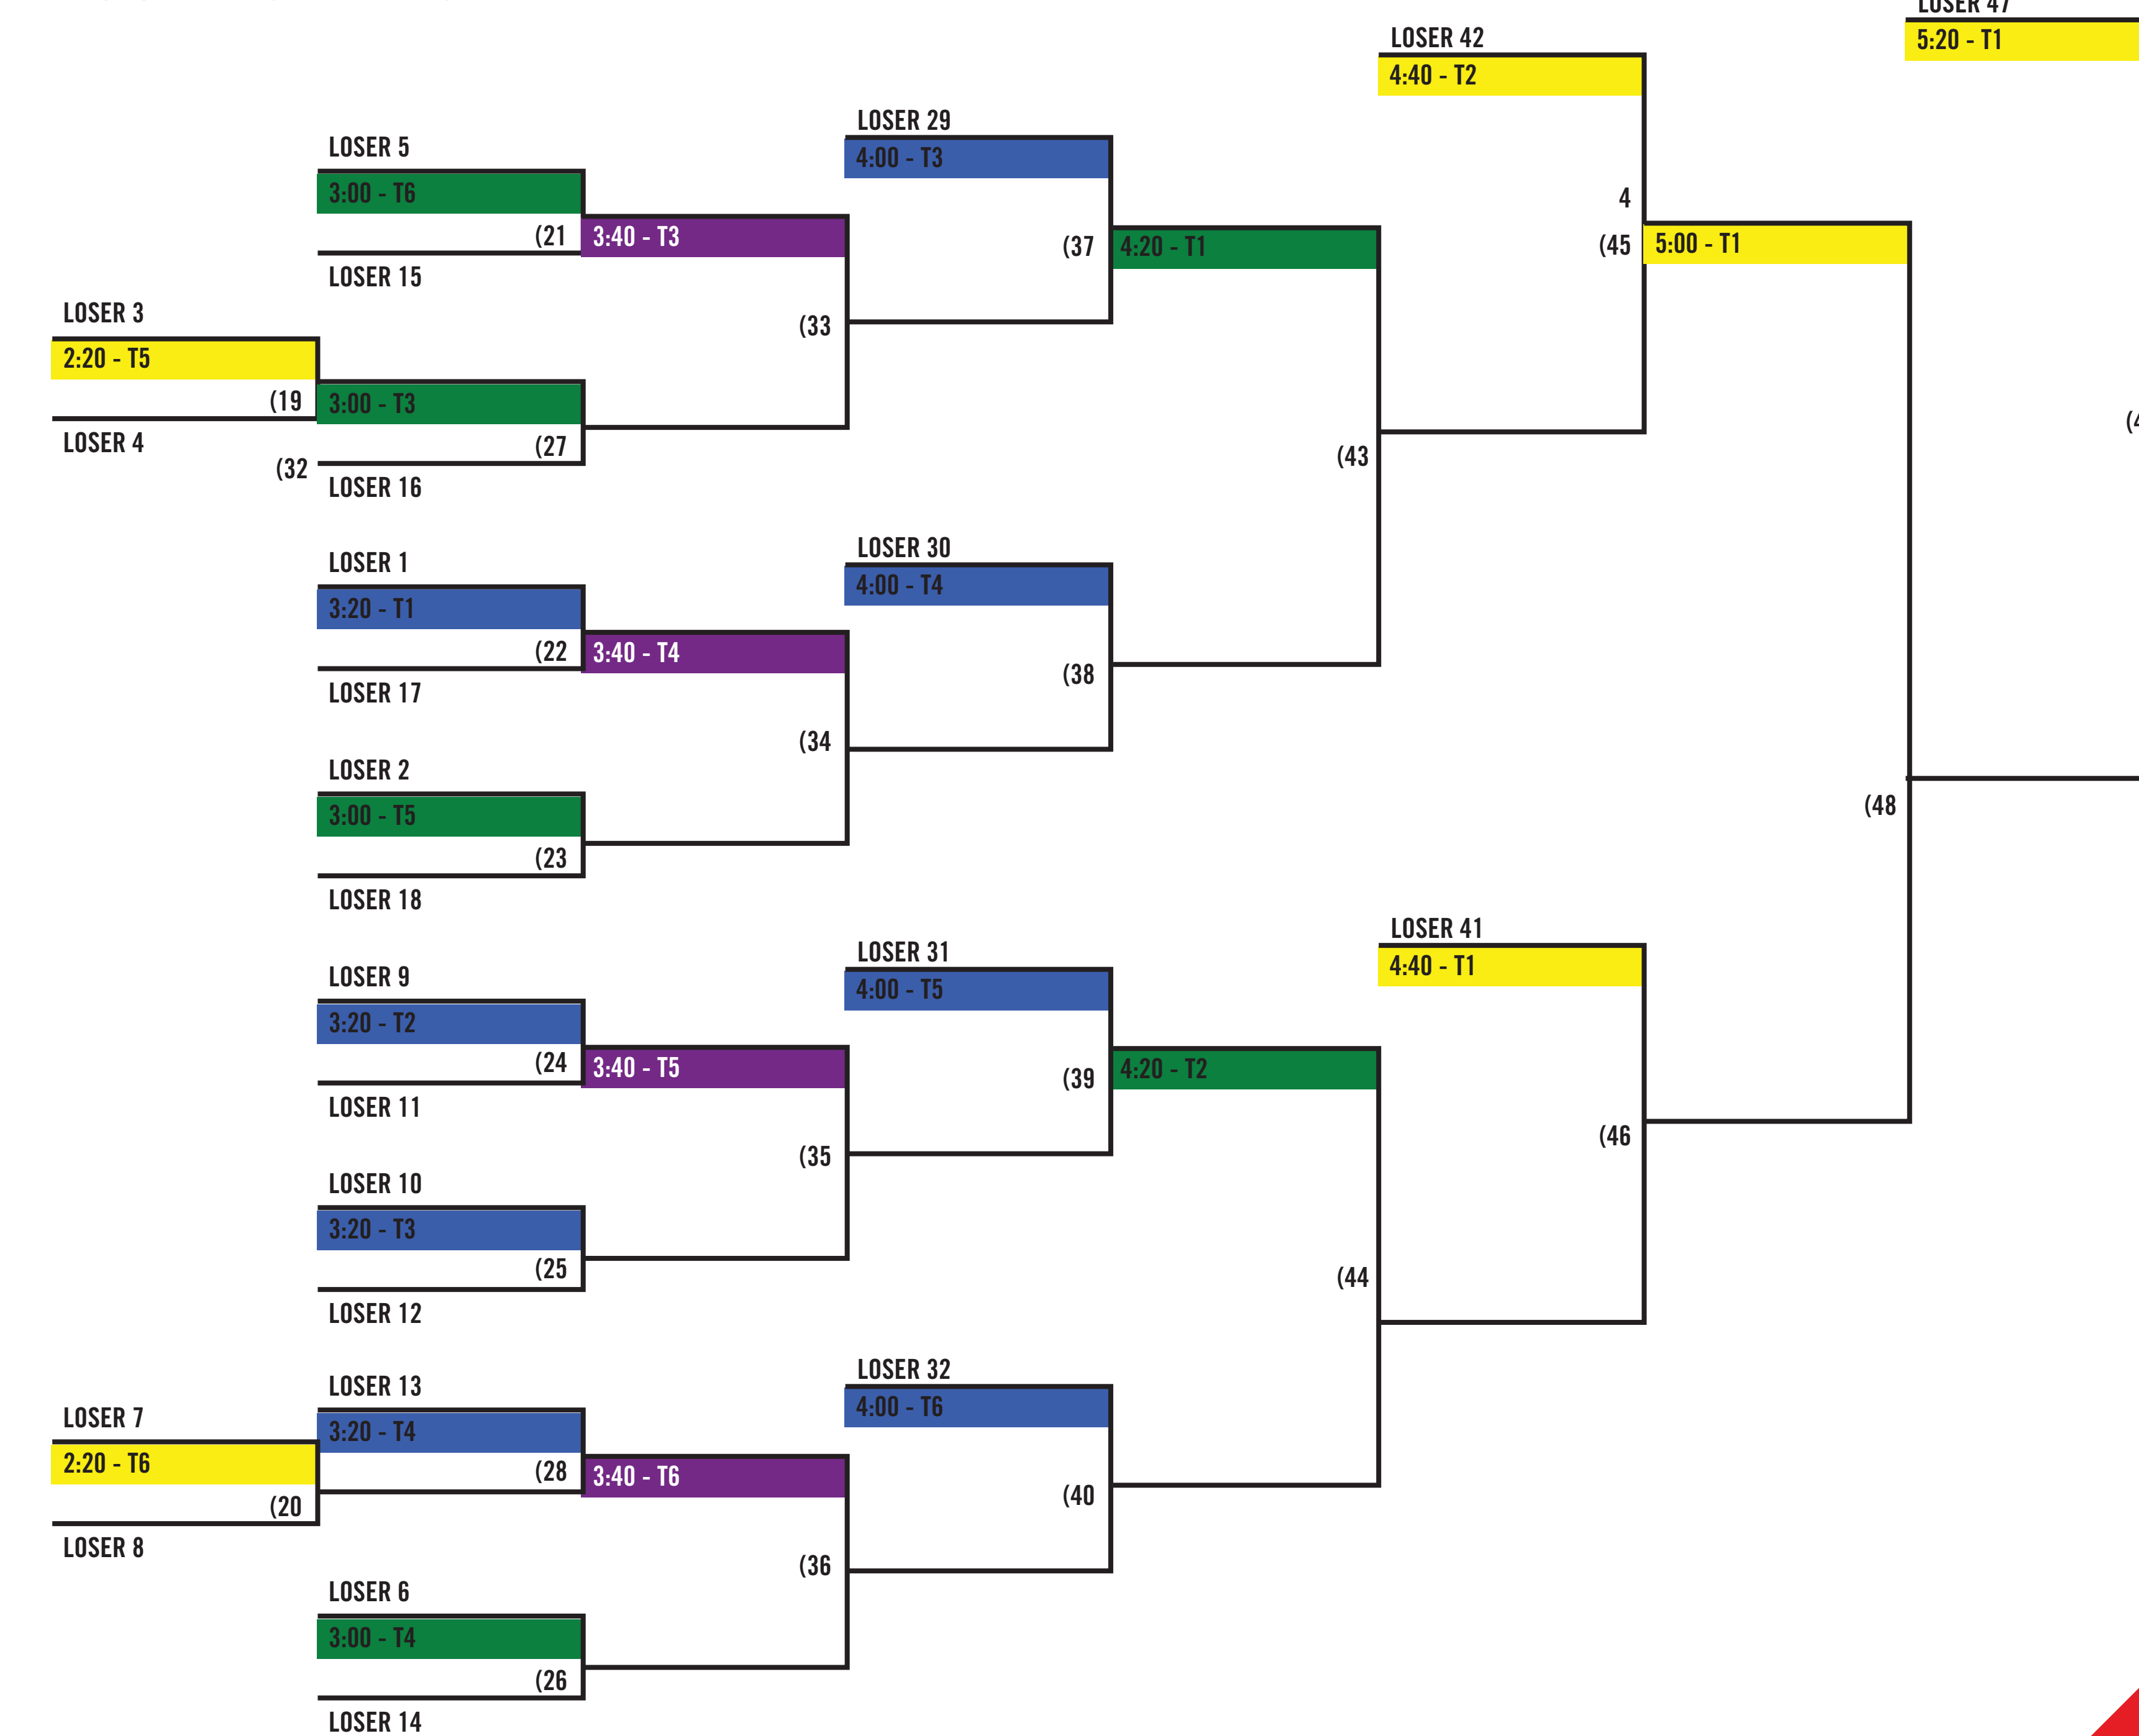 LOSER 47
5:20 - T1
LOSER 42
4:40 - T2
LOSER 29
4:00 - T3
LOSER 5
3:00 - T6
4
(21
3:40 - T3
(37
4:20 - T1
(45
5:00 - T1
LOSER 15
LOSER 3
(33
2:20 - T5
(19
3:00 - T3
LOSER 4
(27
(43
(32
LOSER 16
LOSER 1
LOSER 30
4:00 - T4
3:20 - T1
(22
3:40 - T4
(38
LOSER 17
(34
LOSER 2
(48
3:00 - T5
(23
LOSER 18
LOSER 41
LOSER 31
4:40 - T1
LOSER 9
4:00 - T5
3:20 - T2
(24
3:40 - T5
(39
4:20 - T2
LOSER 11
(46
(35
LOSER 10
3:20 - T3
(25
(44
LOSER 12
LOSER 32
LOSER 13
4:00 - T6
LOSER 7
3:20 - T4
2:20 - T6
(28
3:40 - T6
(40
(20
LOSER 8
(36
LOSER 6
3:00 - T4
(26
LOSER 14